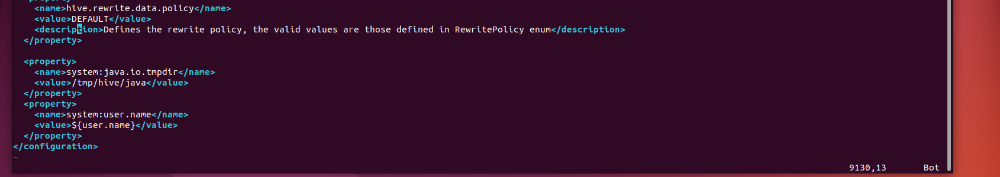 property>
<name>hive.rewrite.data.policy</name>
<value>DEFAULT</value>
<description>Defines the rewrite policy, the valid values are those defined in RewritePolicy enum</description>
</property>
<property>
<name>system:java.io.tmpdir</name>
<value>/tmp/hive/java</value>
</property>
<property>
<name>system:user.name</name>
<value>${user.name}</value>
</property>
</configuration>
~
9130,13 Bot